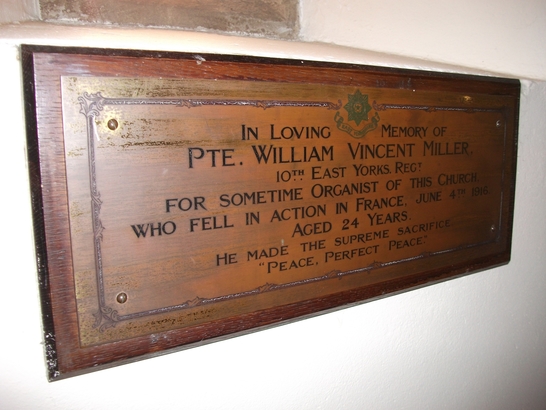 IN LOVING MEMORY OF
PTE. WILLIAM VINCENT MILLER.
10TH EAST YORKS. REGT
FOR SOMETIME ORGANIST OF THIS CHURCH,
WHO FELL IN ACTION IN FRANCE, JUNE 4TH 1916.
AGED 24 YEARS.
HE MADE THE SUPREME SACRIFICE
"PEACE, PERFECT PEACE."